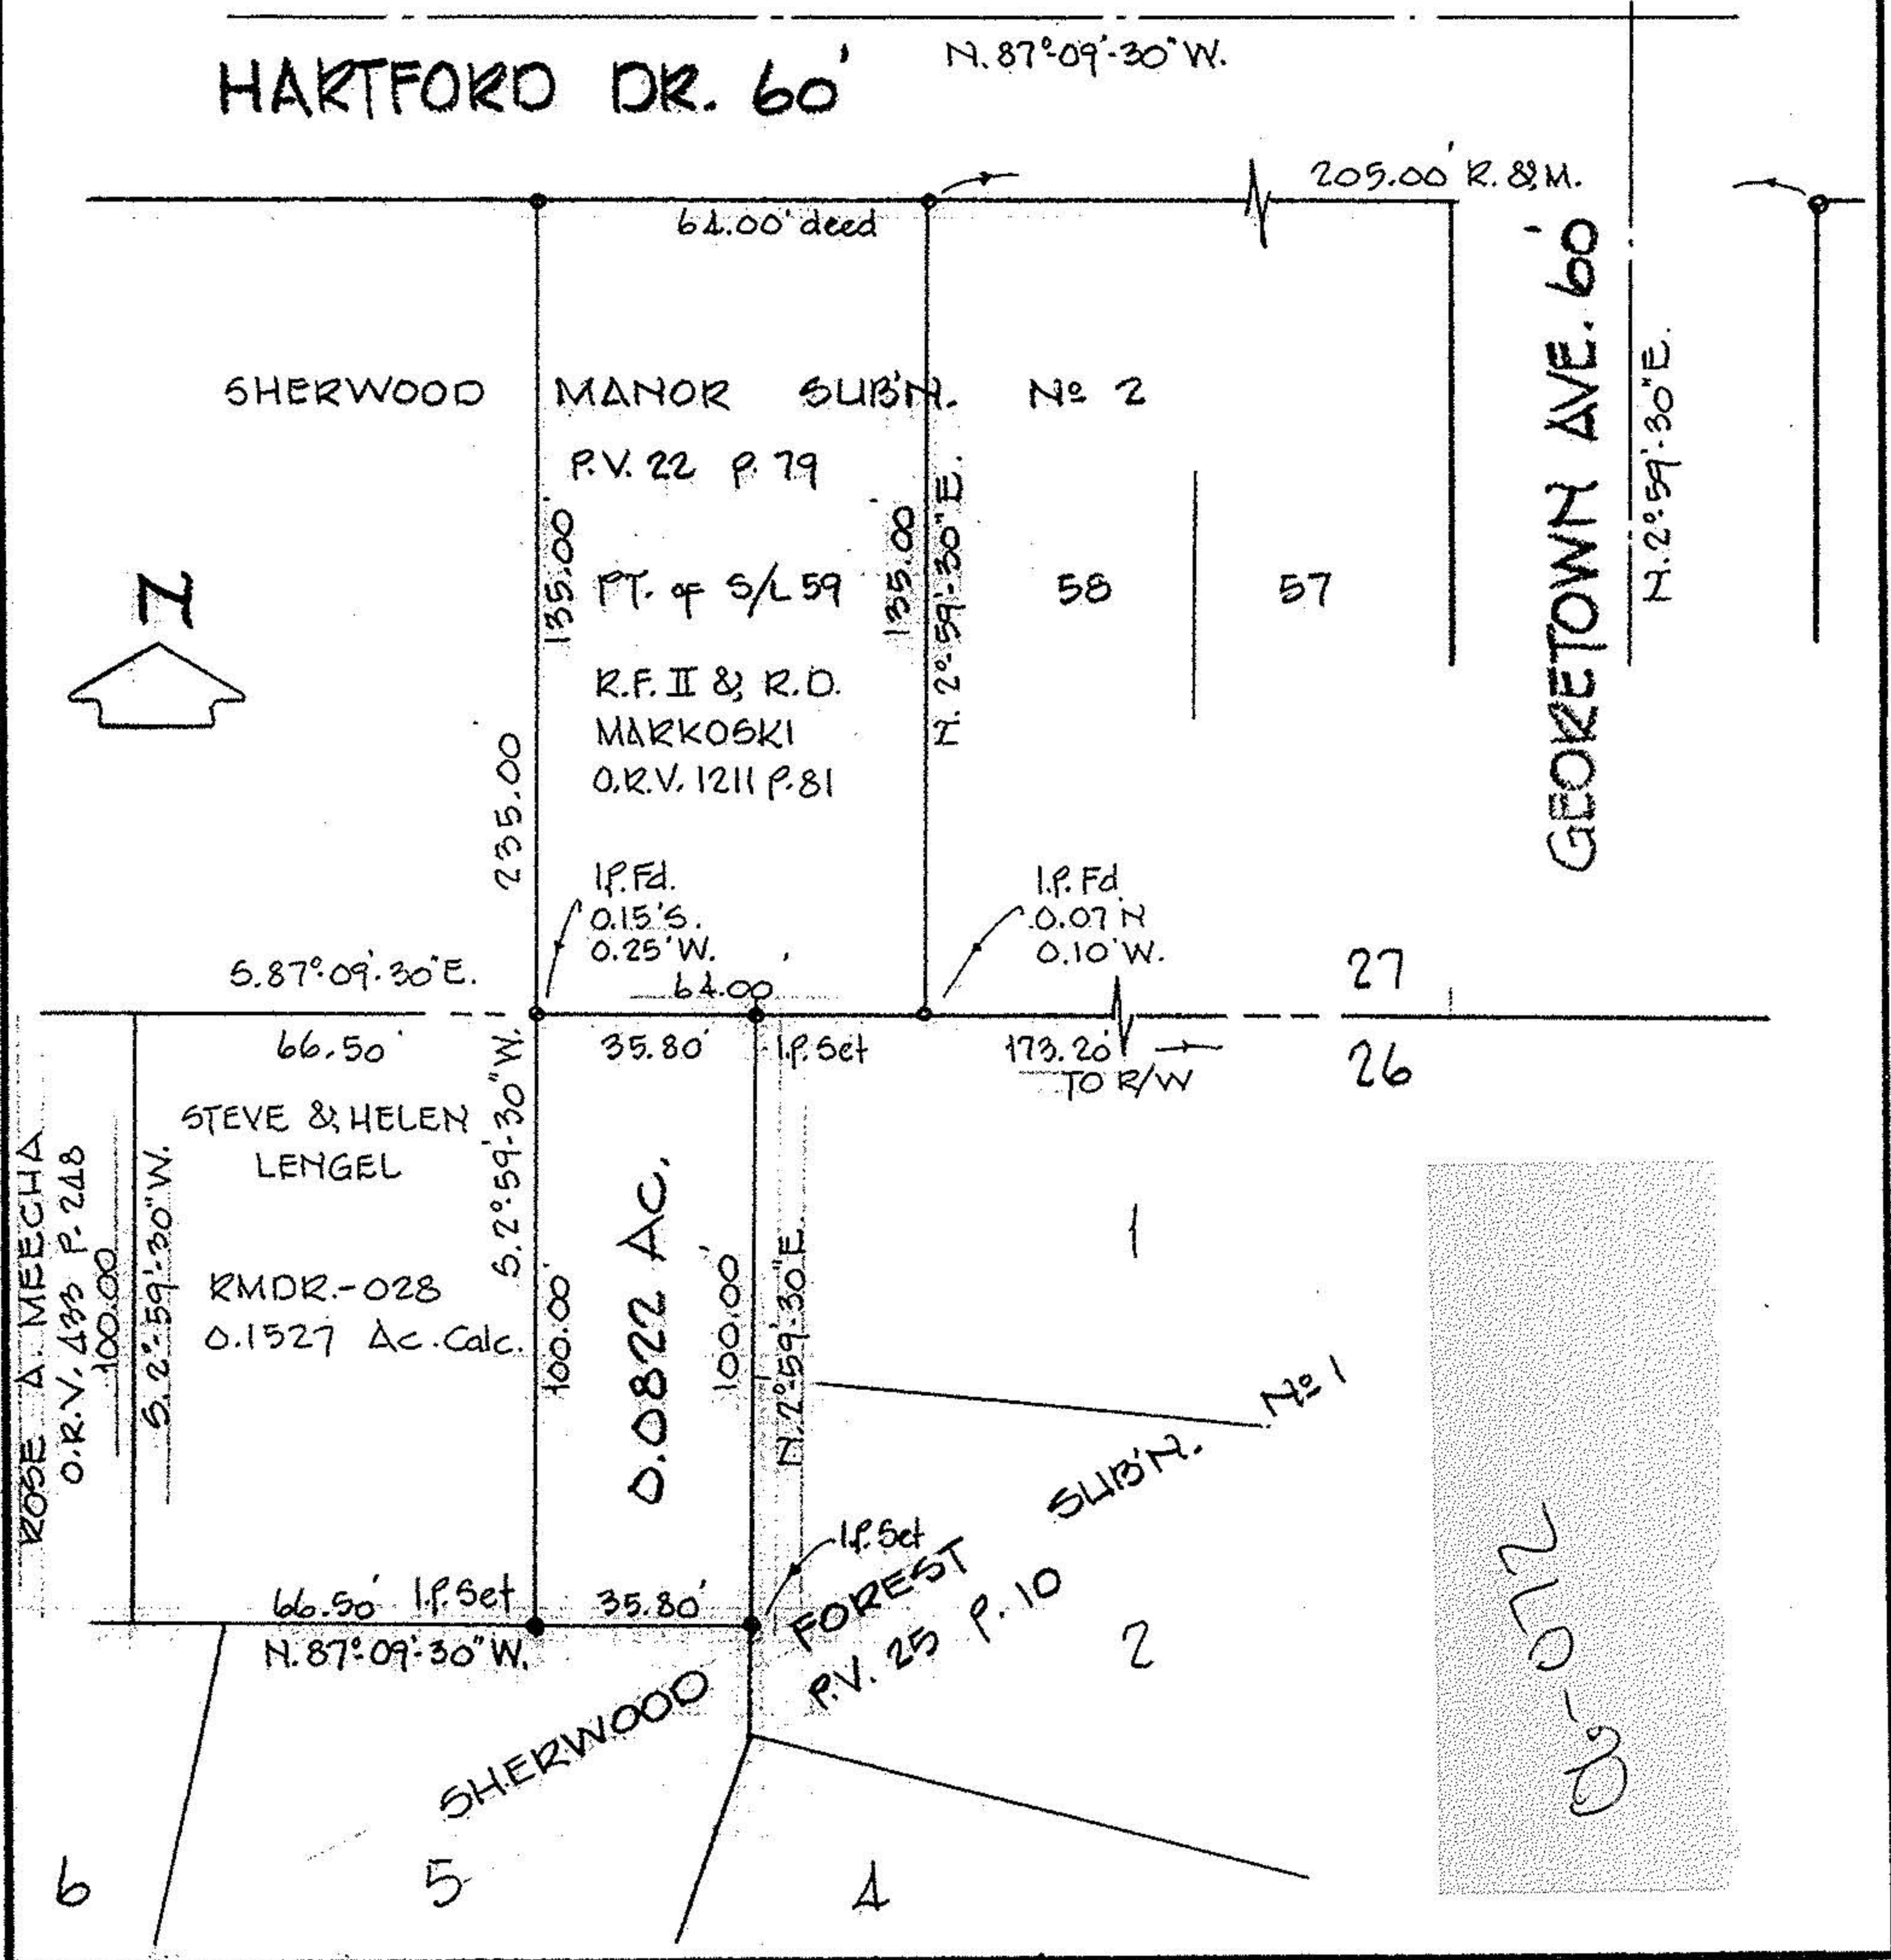 N. 87°-09'-30" W.
HARTFORD DR. 60'
205.00' R. & M.
64.00' deed
GEORETOWN AVE. 60'
N. 2°-59'-30" E.
SHERWOOD MANOR SUB'N. Nº 2
P.V. 22 P. 79
135.00'
PT. of S/L 59
135.00'
N. 2°-59'-30" E.
58
57
N
R.F. II & R.D.
MARKOSKI
O.R.V. 1211 P. 81
235.00
I.P. Fd.
0.15'S.
0.25'W.
I.P. Fd.
0.07'N
0.10'W.
S. 87°-09'-30" E.
64.00'
27
26
66.50'
35.80'
I.P. Set
173.20'
TO R/W
STEVE & HELEN
LENGEL
RMDR.-028
0.1527 Ac. Calc.
ROSE A. MEECHA
O.R.V. 433 P. 248
100.00
S. 2°-59'-30" W.
S. 2°-59'-30" W.
100.00'
0.0822 AC.
100.00'
N. 2°-59'-30" E.
1
66.50' I.P. Set
35.80'
I.P. Set
N. 87°-09'-30" W.
SHERWOOD FOREST SUB'N. Nº 1
P.V. 25 P. 10
2
6
5
4